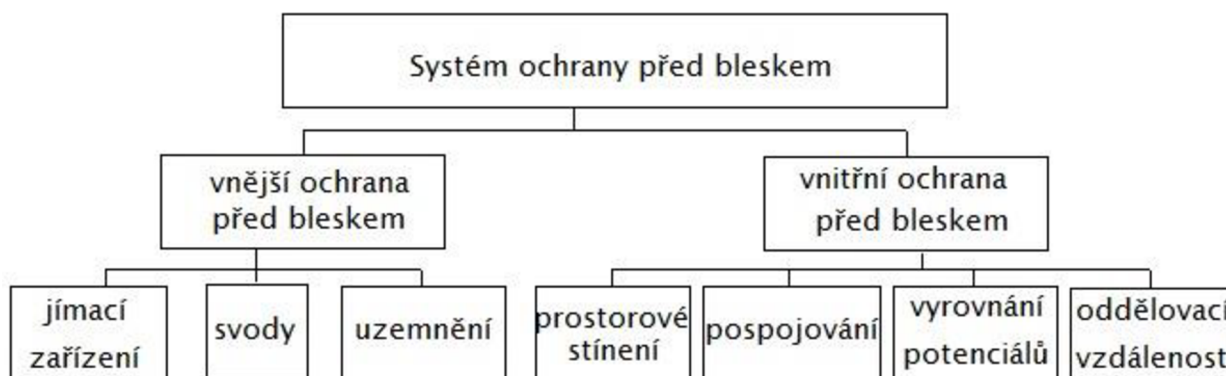 Systém ochrany před bleskem
vnější ochrana
před bleskem
vnitřní ochrana
před bleskem
jímací
zařízení
svody
uzemnění
prostorové
stínení
pospojování
vyrovnání
potenciálů
oddělovací
vzdálenost